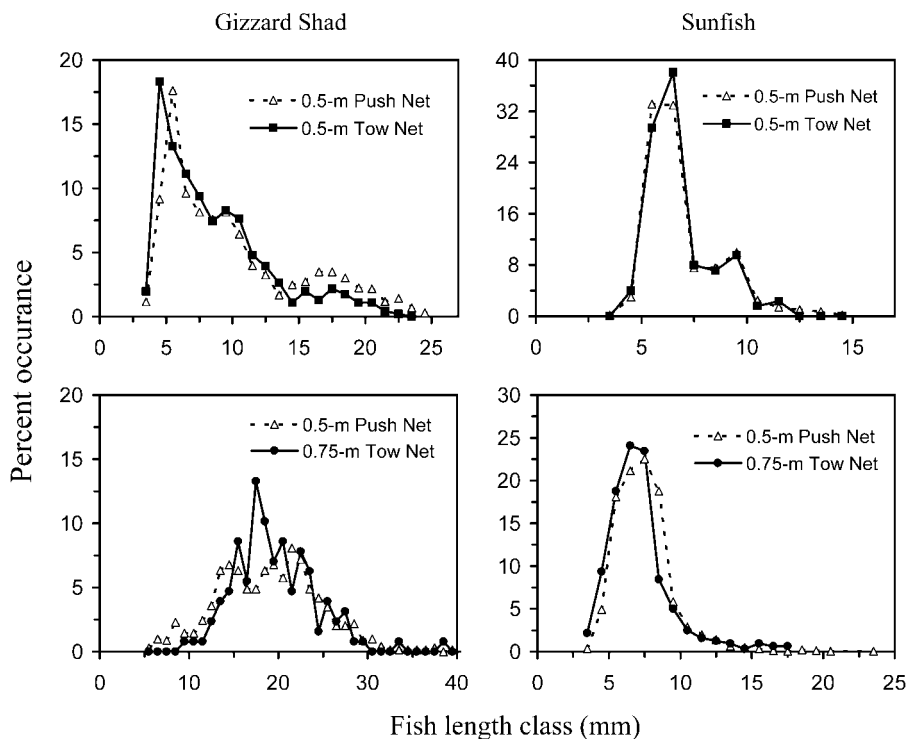 Gizzard Shad
Sunfish
Percent occurance
20
15
10
5
0
0.5-m Push Net
0.5-m Tow Net
0 5 10 15 20 25
40
32
24
16
8
0
0.5-m Push Net
0.5-m Tow Net
0 5 10 15
20
15
10
5
0
0.5-m Push Net
0.75-m Tow Net
0 10 20 30 40
30
25
20
15
10
5
0
0.5-m Push Net
0.75-m Tow Net
0 5 10 15 20 25
Fish length class (mm)